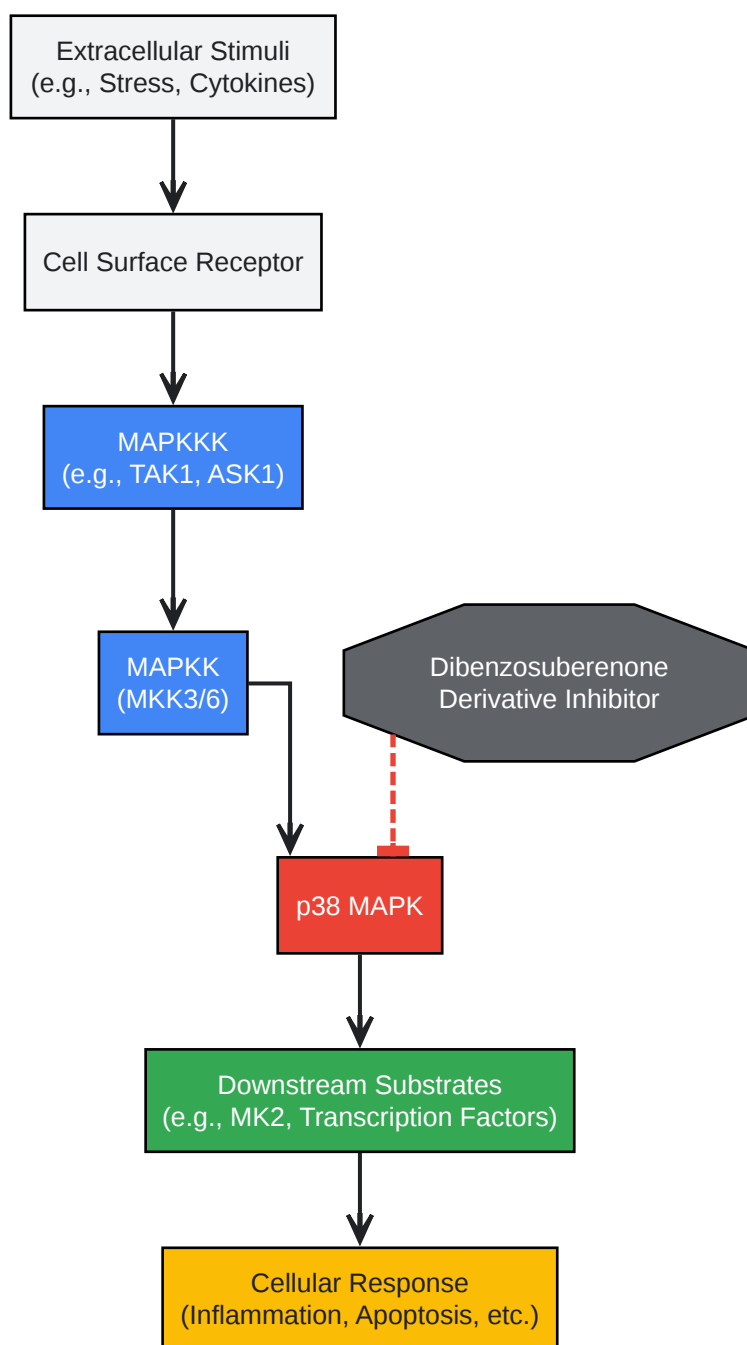 Extracellular Stimuli
(e.g., Stress, Cytokines)
Cell Surface Receptor
MAPKKK
(e.g., TAK1, ASK1)
MAPKK
(MKK3/6)
Dibenzosuberenone
Derivative Inhibitor
p38 MAPK
Downstream Substrates
(e.g., MK2, Transcription Factors)
Cellular Response
(Inflammation, Apoptosis, etc.)